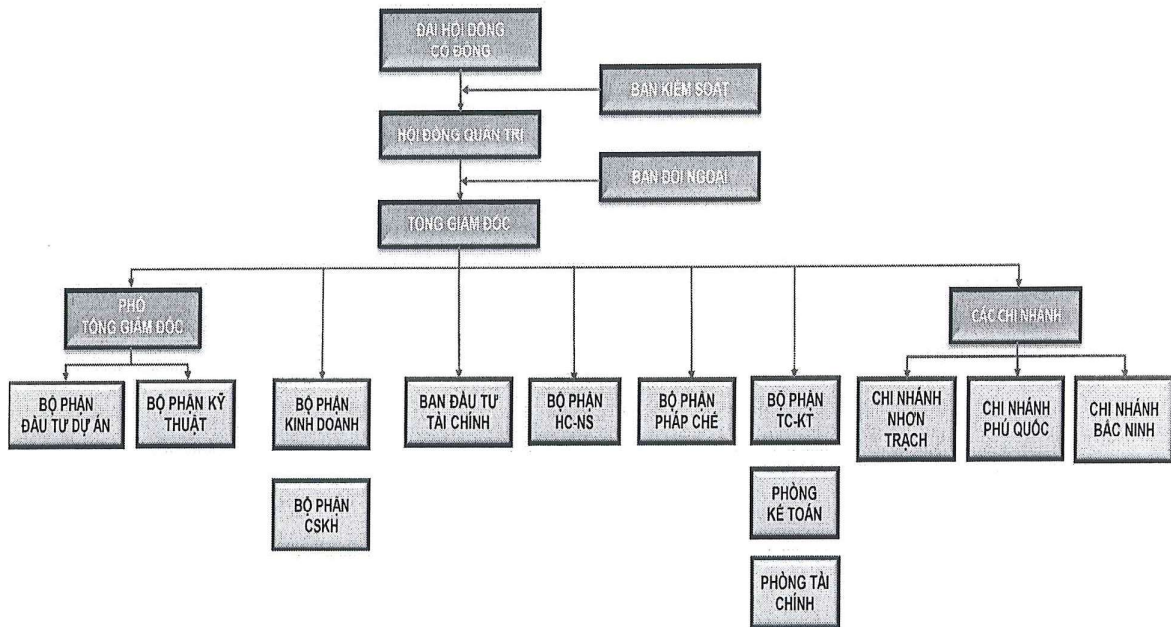 ĐẠI HỘI ĐỒNG
CỔ ĐÔNG
BAN KIỂM SOÁT
HỘI ĐỒNG QUẢN TRỊ
BAN ĐỐI NGOẠI
TỔNG GIÁM ĐỐC
PHÓ
TỔNG GIÁM ĐỐC
CÁC CHI NHÁNH
BỘ PHẬN
ĐẦU TƯ DỰ ÁN
BỘ PHẬN KỸ
THUẬT
BỘ PHẬN
KINH DOANH
BAN ĐẦU TƯ
TÀI CHÍNH
BỘ PHẬN
HC-NS
BỘ PHẬN
PHÁP CHẾ
BỘ PHẬN
TC-KT
CHI NHÁNH
NHƠN
TRẠCH
CHI NHÁNH
PHÚ QUỐC
CHI NHÁNH
BẮC NINH
BỘ PHẬN
CSKH
PHÒNG
KẾ TOÁN
PHÒNG TÀI
CHÍNH